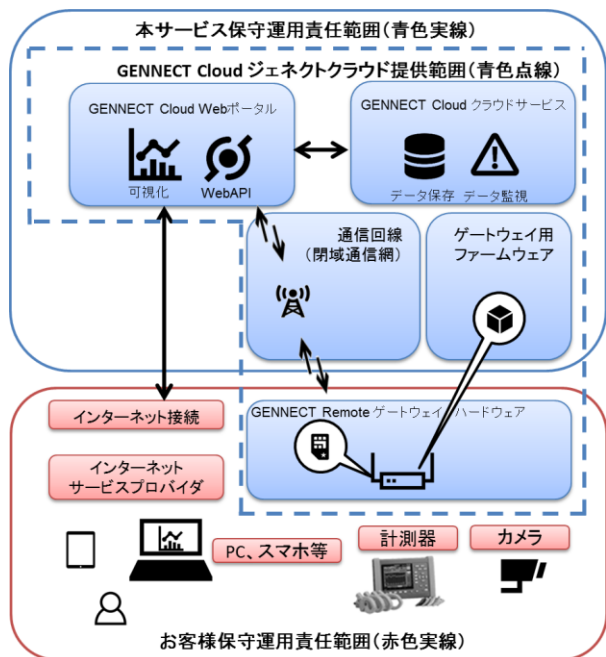 本サービス保守運用責任範囲(青色実線)
GENNECT Cloud ジェネクトクラウド提供範囲(青色点線)
GENNECT Cloud Webポータル
可視化
WebAPI
GENNECT Cloud クラウドサービス
データ保存
データ監視
通信回線
(閉域通信網)
ゲートウェイ用
ファームウェア
インターネット接続
GENNECT Remote ゲートウェイ ハードウェア
インターネット
サービスプロバイダ
PC、スマホ等
計測器
カメラ
お客様保守運用責任範囲(赤色実線)